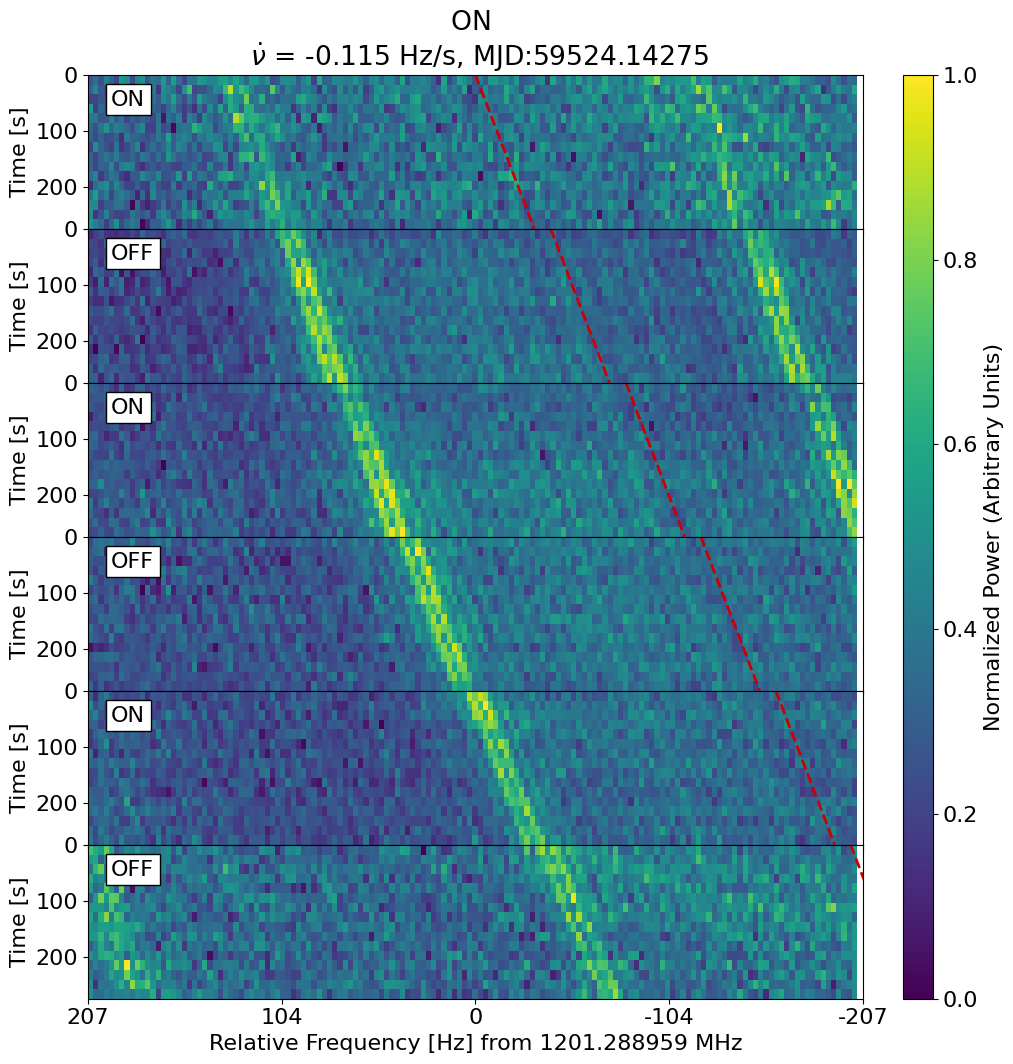 ON
ν̇ = -0.115 Hz/s, MJD:59524.14275
0
100
200
Time [s]
ON
0
100
200
Time [s]
OFF
0
100
200
Time [s]
ON
0
100
200
Time [s]
OFF
0
100
200
Time [s]
ON
0
100
200
Time [s]
OFF
207
104
0
-104
-207
Relative Frequency [Hz] from 1201.288959 MHz
1.0
0.8
0.6
0.4
0.2
0.0
Normalized Power (Arbitrary Units)